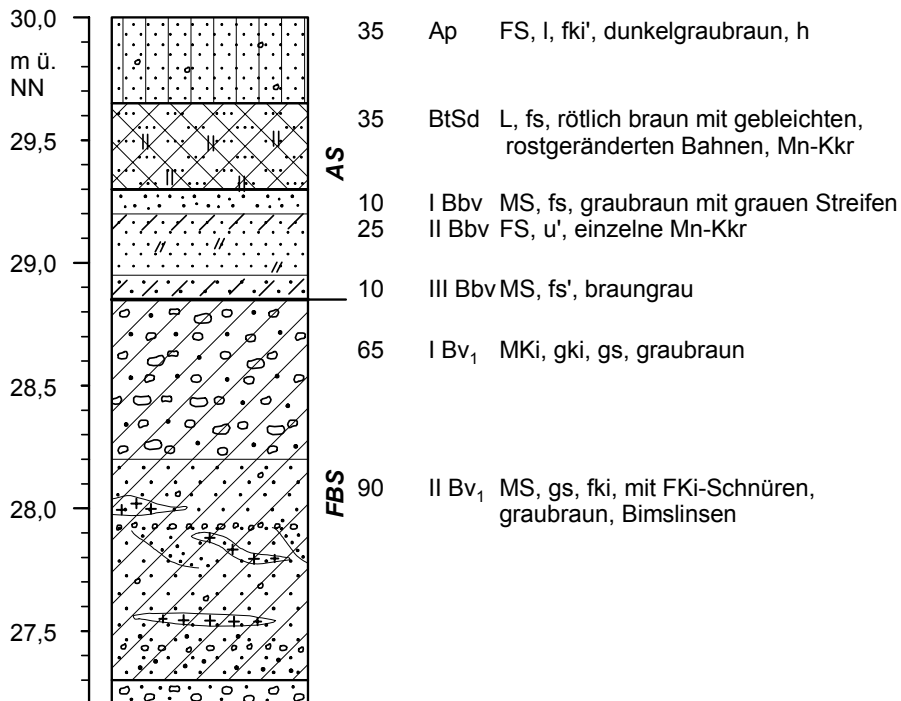 30,0
m ü.
NN
29,5
29,0
28,5
28,0
27,5
AS
FBS
35 Ap FS, l, fki', dunkelgraubraun, h
35 BtSd L, fs, rötlich braun mit gebleichten,
rostgeränderten Bahnen, Mn-Kkr
10 I Bbv MS, fs, graubraun mit grauen Streifen
25 II Bbv FS, u', einzelne Mn-Kkr
10 III Bbv MS, fs', braungrau
65 I Bv₁ MKi, gki, gs, graubraun
90 II Bv₁ MS, gs, fki, mit FKi-Schnüren,
graubraun, Bimslinsen